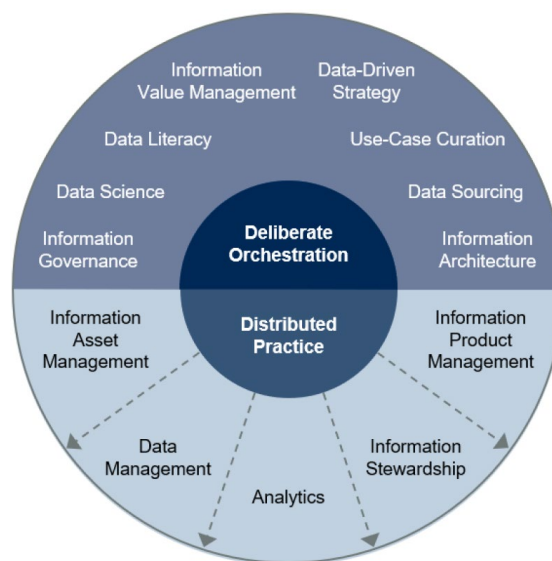 Information
Value Management
Data-Driven
Strategy
Data Literacy
Use-Case Curation
Data Science
Data Sourcing
Information
Governance
Deliberate
Orchestration
Information
Architecture
Information
Asset
Management
Distributed
Practice
Information
Product
Management
Data
Management
Analytics
Information
Stewardship